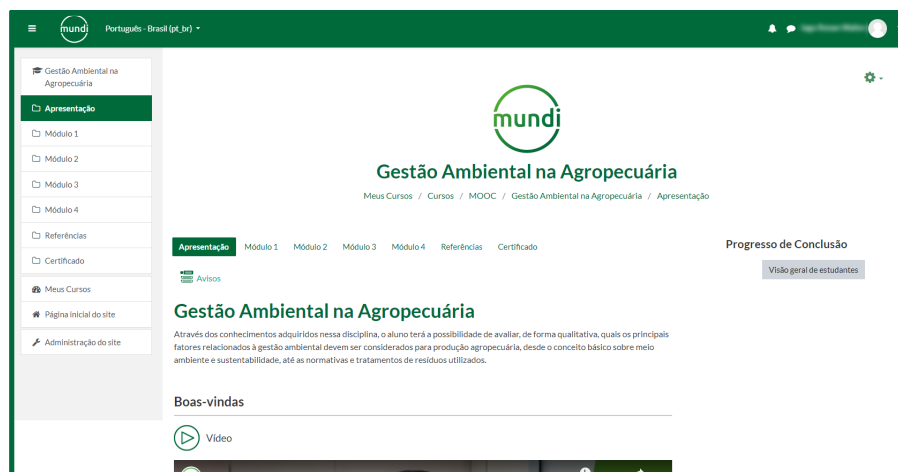 mundi
Português - Brasil (pt_br)
Gestão Ambiental na
Agropecuária
Apresentação
Módulo 1
Módulo 2
Módulo 3
Módulo 4
Referências
Certificado
Meus Cursos
Página inicial do site
Administração do site
mundi
Gestão Ambiental na Agropecuária
Meus Cursos / Cursos / MOOC / Gestão Ambiental na Agropecuária / Apresentação
Apresentação Módulo 1 Módulo 2 Módulo 3 Módulo 4 Referências Certificado
Avisos
Gestão Ambiental na Agropecuária
Através dos conhecimentos adquiridos nessa disciplina, o aluno terá a possibilidade de avaliar, de forma qualitativa, quais os principais
fatores relacionados à gestão ambiental devem ser considerados para produção agropecuária, desde o conceito básico sobre meio
ambiente e sustentabilidade, até as normativas e tratamentos de resíduos utilizados.
Boas-vindas
Vídeo
Progresso de Conclusão
Visão geral de estudantes